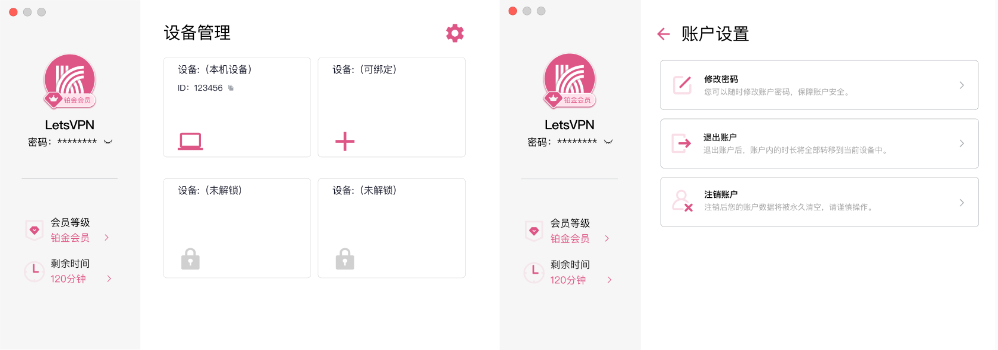 设备管理
铂金会员
LetsVPN
密码：********
会员等级
铂金会员
剩余时间
120分钟
设备:（本机设备）
ID：123456
设备:（可绑定）
设备:（未解锁）
设备:（未解锁）
账户设置
铂金会员
LetsVPN
密码：********
会员等级
铂金会员
剩余时间
120分钟
修改密码
您可以随时修改账户密码，保障账户安全。
退出账户
退出账户后，账户内的时长将全部转移到当前设备中。
注销账户
注销后您的账户数据将被永久清空，请谨慎操作。